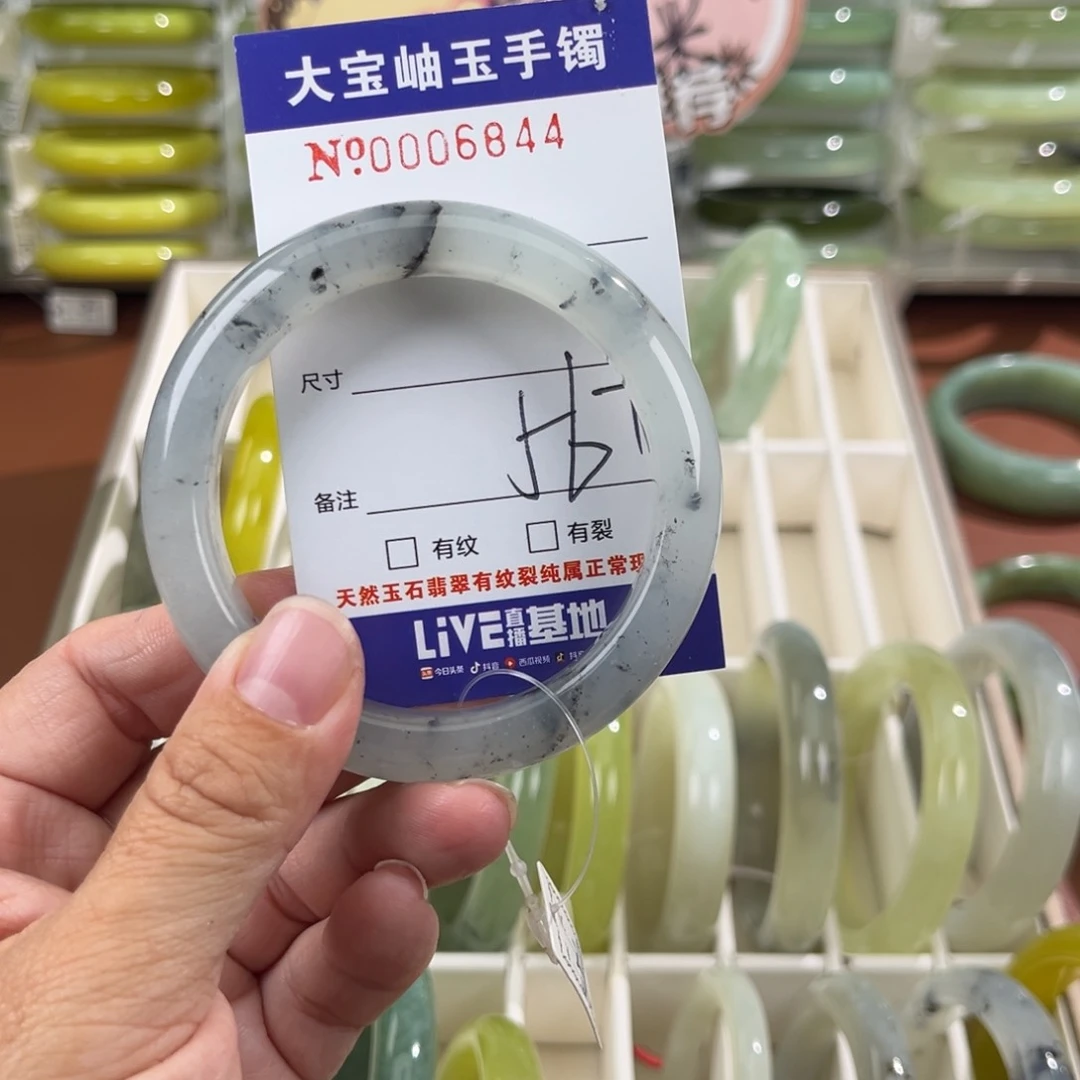 大宝岫玉手镯
Nº0006844
尺寸
备注
有纹 有裂
天然玉石翡翠有纹裂纯属正常现
LiVE直播基地
今日头条 抖音 西瓜视频